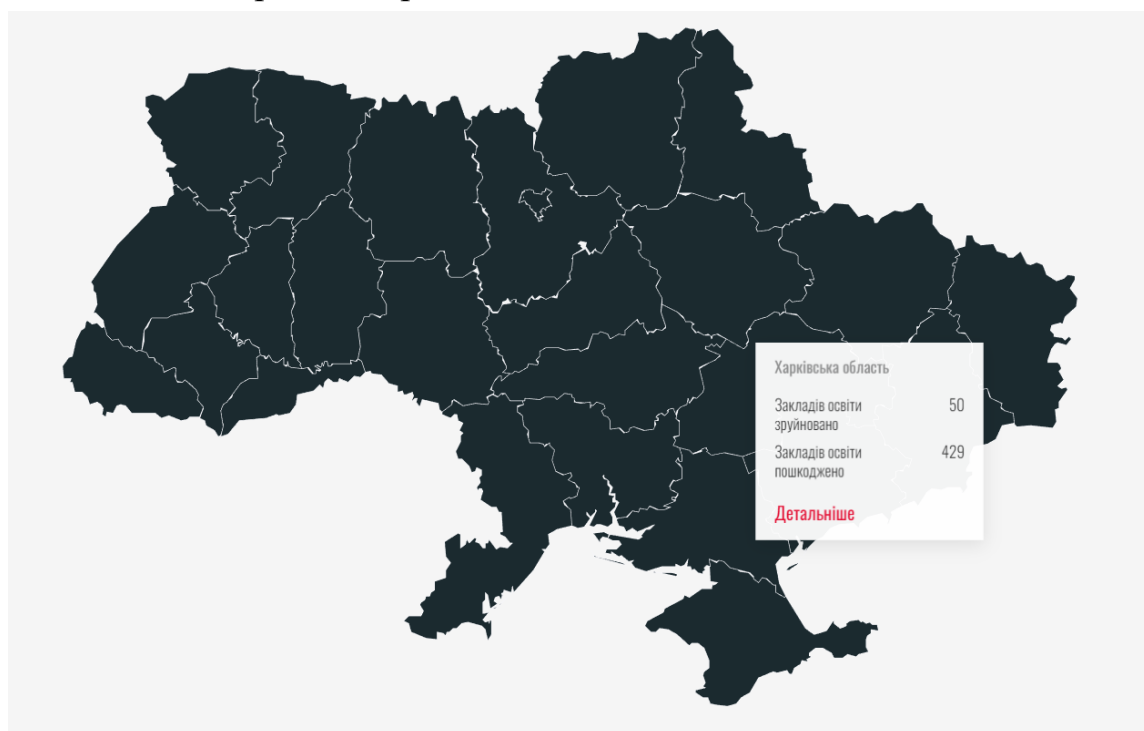 Харківська область
Закладів освіти 50
зруйновано
Закладів освіти 429
пошкоджено
Детальніше